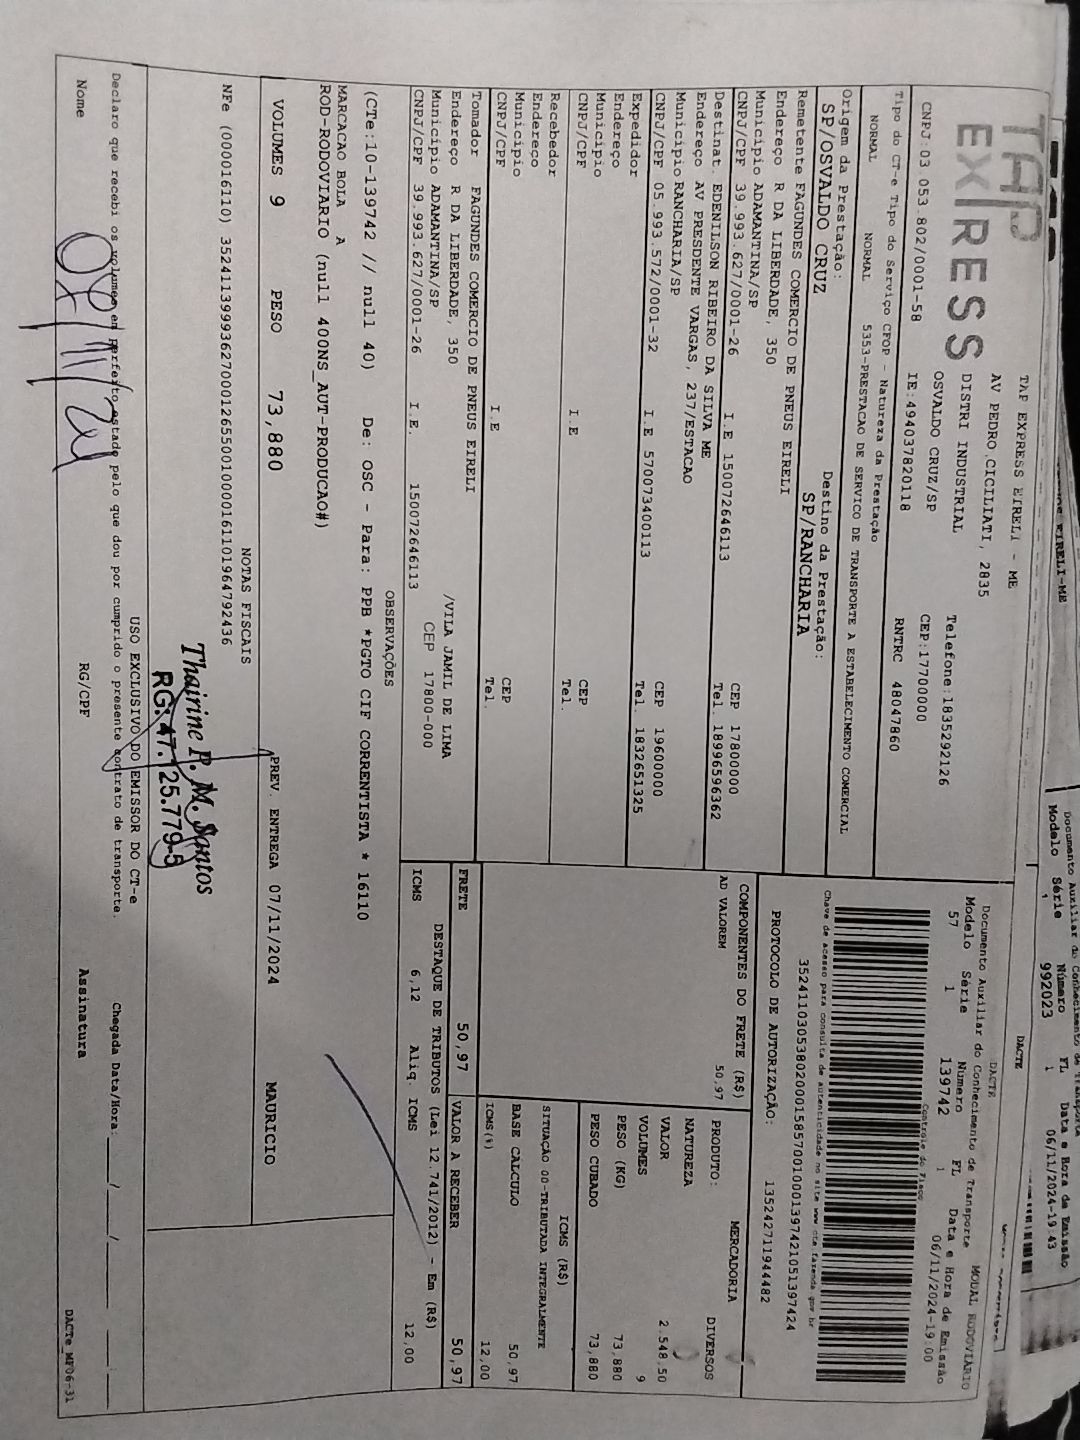 TAP
EXPRESS
TAP EXPRESS EIRELI - ME
AV PEDRO CICILIATI, 2835
DISTRI INDUSTRIAL
OSVALDO CRUZ/SP
Telefone:1835292126
CEP:17700000
CNPJ:03.053.802/0001-58
IE:494037820118
RNTRC 48047860
Tipo do CT-e Tipo do Serviço CFOP - Natureza da Prestação
NORMAL NORMAL 5353-PRESTACAO DE SERVICO DE TRANSPORTE A ESTABELECIMENTO COMERCIAL
Origem da Prestação: Destino da Prestação:
SP/OSVALDO CRUZ SP/RANCHARIA
Remetente FAGUNDES COMERCIO DE PNEUS EIRELI
Endereço R DA LIBERDADE, 350
Municipio ADAMANTINA/SP CEP 17800000
CNPJ/CPF 39.993.627/0001-26 I.E 150072646113 Tel. 18996596362
Destinat. EDENILSON RIBEIRO DA SILVA ME
Endereço AV PRESDENTE VARGAS, 237/ESTACAO
Municipio RANCHARIA/SP CEP 19600000
CNPJ/CPF 05.993.572/0001-32 I.E 570073400113 Tel. 1832651325
Expedidor
Endereço
Municipio CEP
CNPJ/CPF I.E Tel.
Recebedor
Endereço
Municipio CEP
CNPJ/CPF I.E Tel.
Tomador FAGUNDES COMERCIO DE PNEUS EIRELI
Endereço R DA LIBERDADE, 350 /VILA JAMIL DE LIMA
Municipio ADAMANTINA/SP CEP 17800-000
CNPJ/CPF 39.993.627/0001-26 I.E. 150072646113
OBSERVAÇÕES
(CTe:10-139742 // null 40) De: OSC - Para: PPB *PGTO CIF CORRENTISTA * 16110
MARCACAO BOLA A
ROD-RODOVIARIO (null 400NS_AUT-PRODUCAO#)
VOLUMES 9 PESO 73,880 PREV. ENTREGA 07/11/2024 MAURICIO
NOTAS FISCAIS
NFe (000016110) 35241139993627000126550010000161101964792436
Thairine P. M. Santos
RG: 47.125.779-5
USO EXCLUSIVO DO EMISSOR DO CT-e
Declaro que recebi os volumes em perfeito estado pelo que dou por cumprido o presente contrato de transporte. Chegada Data/Hora: / / :
Nome RG/CPF Assinatura
08/11/24
DACTe_MF06-31
DACTE MODAL RODOVIARIO
Documento Auxiliar do Conhecimento de Transporte
Modelo Série Numero FL Data e Hora de Emissão
57 1 139742 1 06/11/2024-19:00
Controle do Fisco
Chave de acesso para consulta de autenticidade no site www.cte.fazenda.gov.br
35241103053802000158570010001397421051397424
PROTOCOLO DE AUTORIZAÇÃO: 135242711944482
COMPONENTES DO FRETE (R$)
AD VALOREM 50,97
PRODUTO: MERCADORIA
NATUREZA DIVERSOS
VALOR 2.548,50
VOLUMES 9
PESO (KG) 73,880
PESO CUBADO 73,880
ICMS (R$)
SITUAÇÃO 00-TRIBUTADA INTEGRALMENTE
BASE CALCULO 50,97
ICMS(%) 12,00
FRETE 50,97 VALOR A RECEBER 50,97
DESTAQUE DE TRIBUTOS (Lei 12.741/2012) - Em (R$)
ICMS 6,12 Aliq. ICMS 12,00
EIRELI-ME
DACTE
Documento Auxiliar do Conhecimento de Transporte
Modelo Série Número FL Data e Hora de Emissão
1 992023 1 06/11/2024-19:43